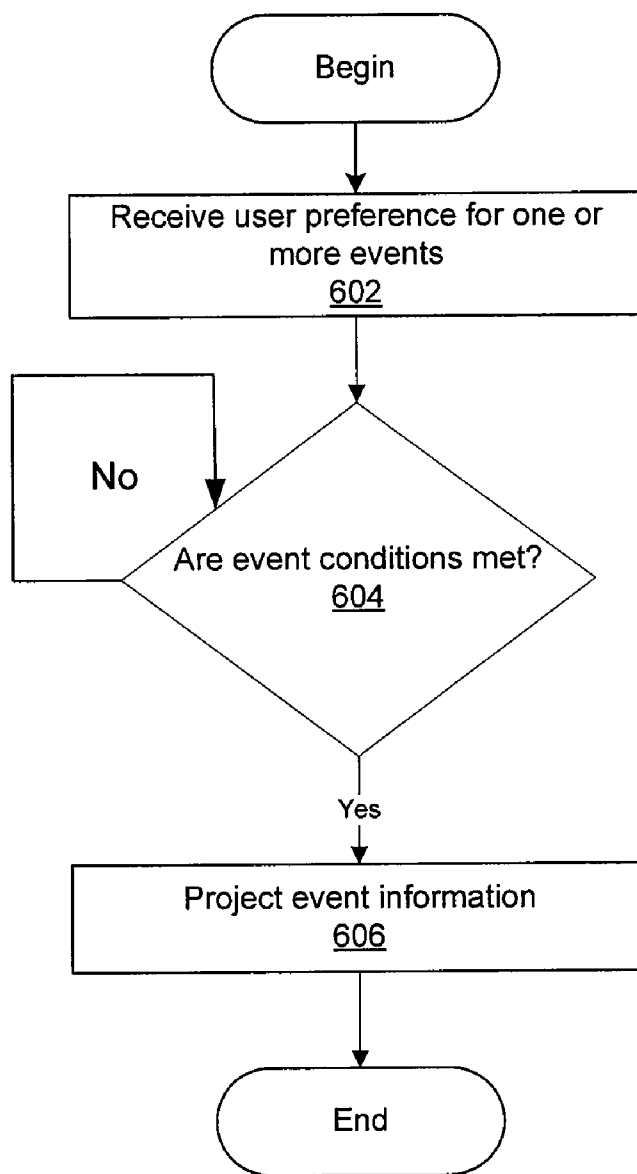 Begin
Receive user preference for one or
more events
602
No
Are event conditions met?
604
Yes
Project event information
606
End